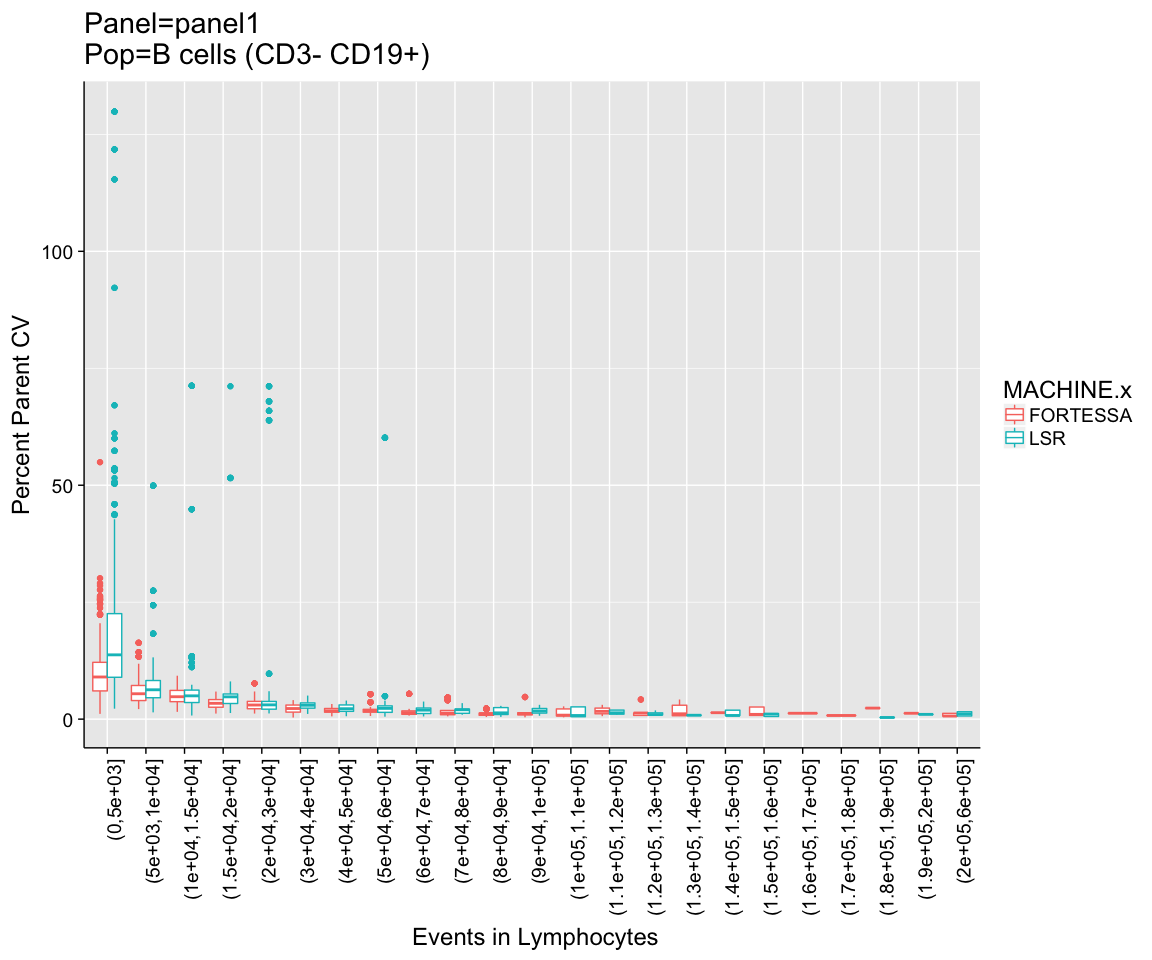 Panel=panel1
Pop=B cells (CD3- CD19+)
Percent Parent CV
100
50
0
(0,5e+03]
(5e+03,1e+04]
(1e+04,1.5e+04]
(1.5e+04,2e+04]
(2e+04,3e+04]
(3e+04,4e+04]
(4e+04,5e+04]
(5e+04,6e+04]
(6e+04,7e+04]
(7e+04,8e+04]
(8e+04,9e+04]
(9e+04,1e+05]
(1e+05,1.1e+05]
(1.1e+05,1.2e+05]
(1.2e+05,1.3e+05]
(1.3e+05,1.4e+05]
(1.4e+05,1.5e+05]
(1.5e+05,1.6e+05]
(1.6e+05,1.7e+05]
(1.7e+05,1.8e+05]
(1.8e+05,1.9e+05]
(1.9e+05,2e+05]
(2e+05,6e+05]
Events in Lymphocytes
MACHINE.x
FORTESSA
LSR